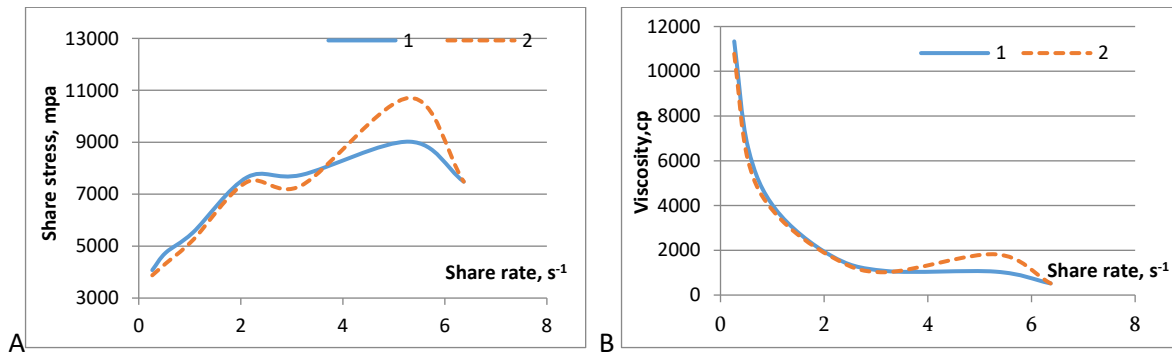 A
Share stress, mpa
13000
11000
9000
7000
5000
3000
1 2
Share rate, s⁻¹
0 2 4 6 8
B
Viscosity,cp
12000
10000
8000
6000
4000
2000
0
1 2
Share rate, s⁻¹
0 2 4 6 8